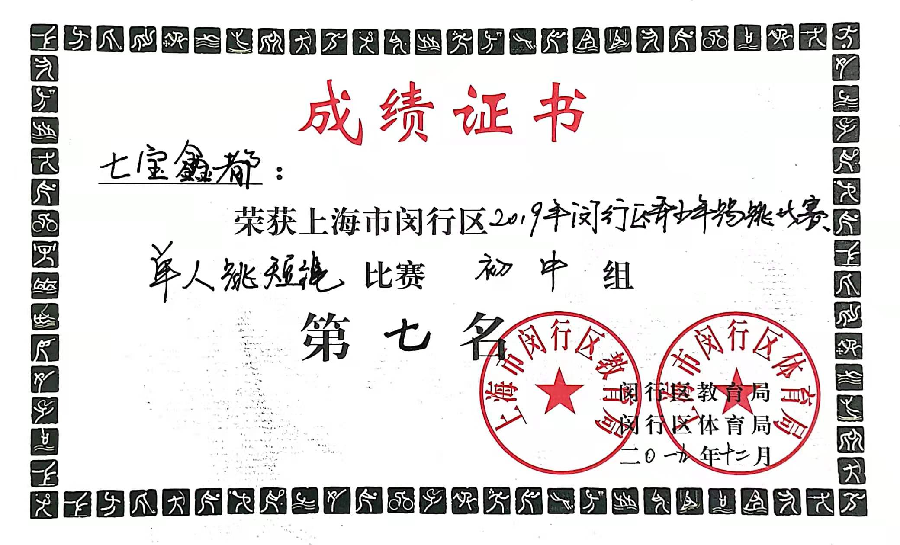 成绩证书
七宝鑫都：
荣获上海市闵行区2019年闵行区青少年踢跳比赛
单人跳短绳比赛 初中 组
第七名
上海市闵行区教育局
上海市闵行区体育局
闵行区教育局
闵行区体育局
二0一九年十二月